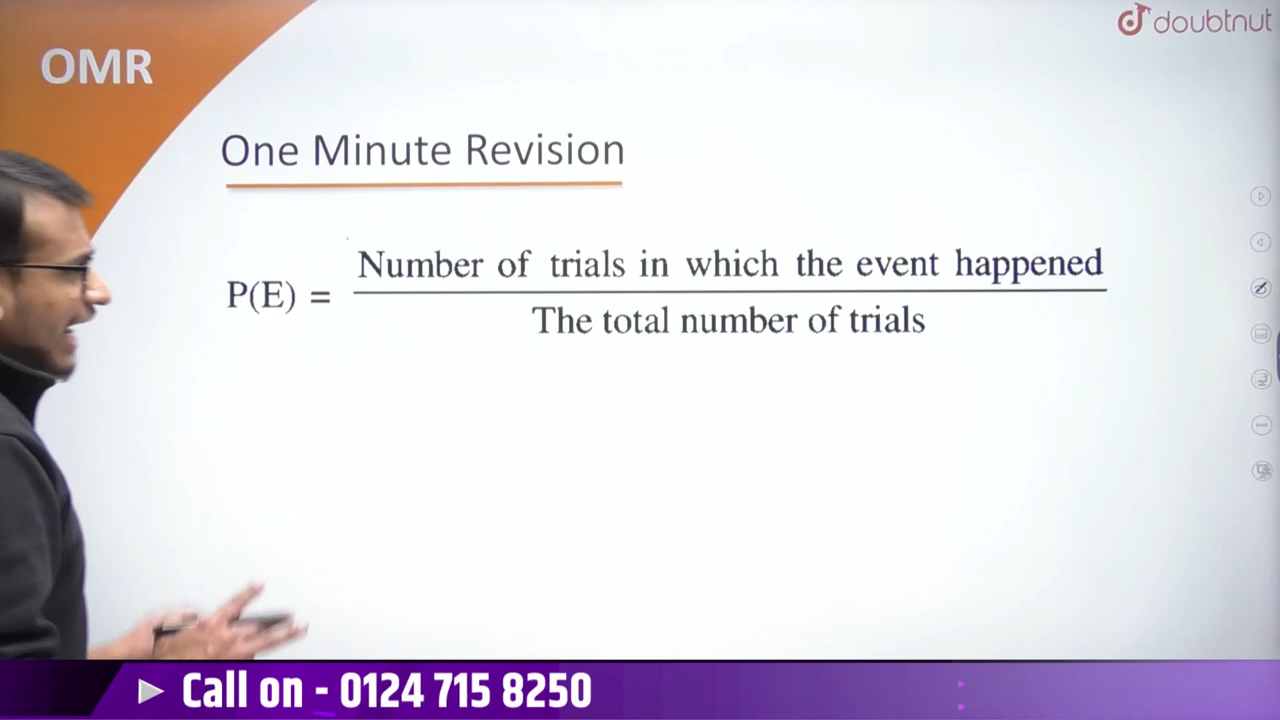 OMR
doubtnut
One Minute Revision
P(E) = Number of trials in which the event happened
The total number of trials
Call on - 0124 715 8250